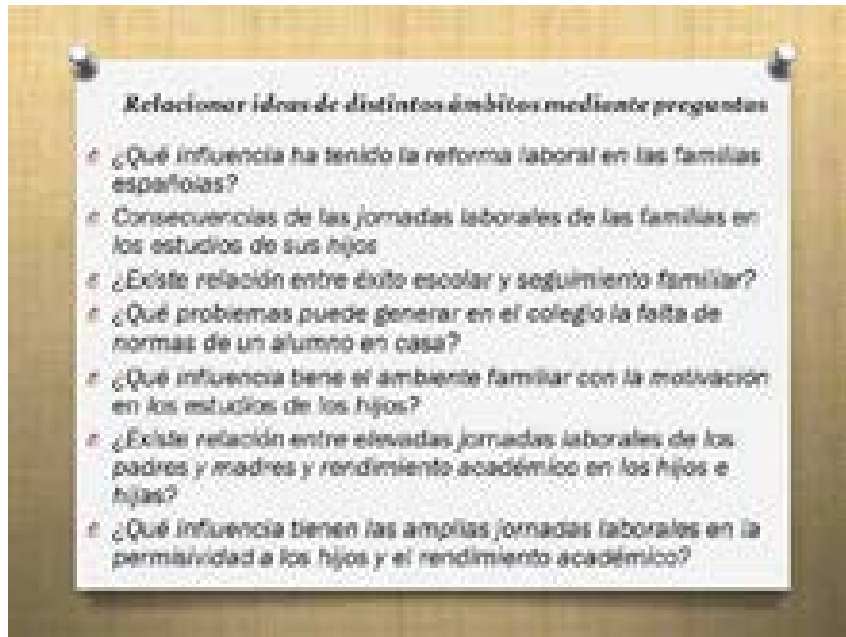 Relacionar ideas de distintos ámbitos mediante preguntas
¿Qué influencia ha tenido la reforma laboral en las familias
españolas?
Consecuencias de las jornadas laborales de las familias en
los estudios de sus hijos
¿Existe relación entre éxito escolar y seguimiento familiar?
¿Qué problemas puede generar en el colegio la falta de
normas de un alumno en casa?
¿Qué influencia tiene el ambiente familiar con la motivación
en los estudios de los hijos?
¿Existe relación entre elevadas jornadas laborales de los
padres y madres y rendimiento académico en los hijos e
hijas?
¿Qué influencia tienen las amplias jornadas laborales en la
permisividad a los hijos y el rendimiento académico?